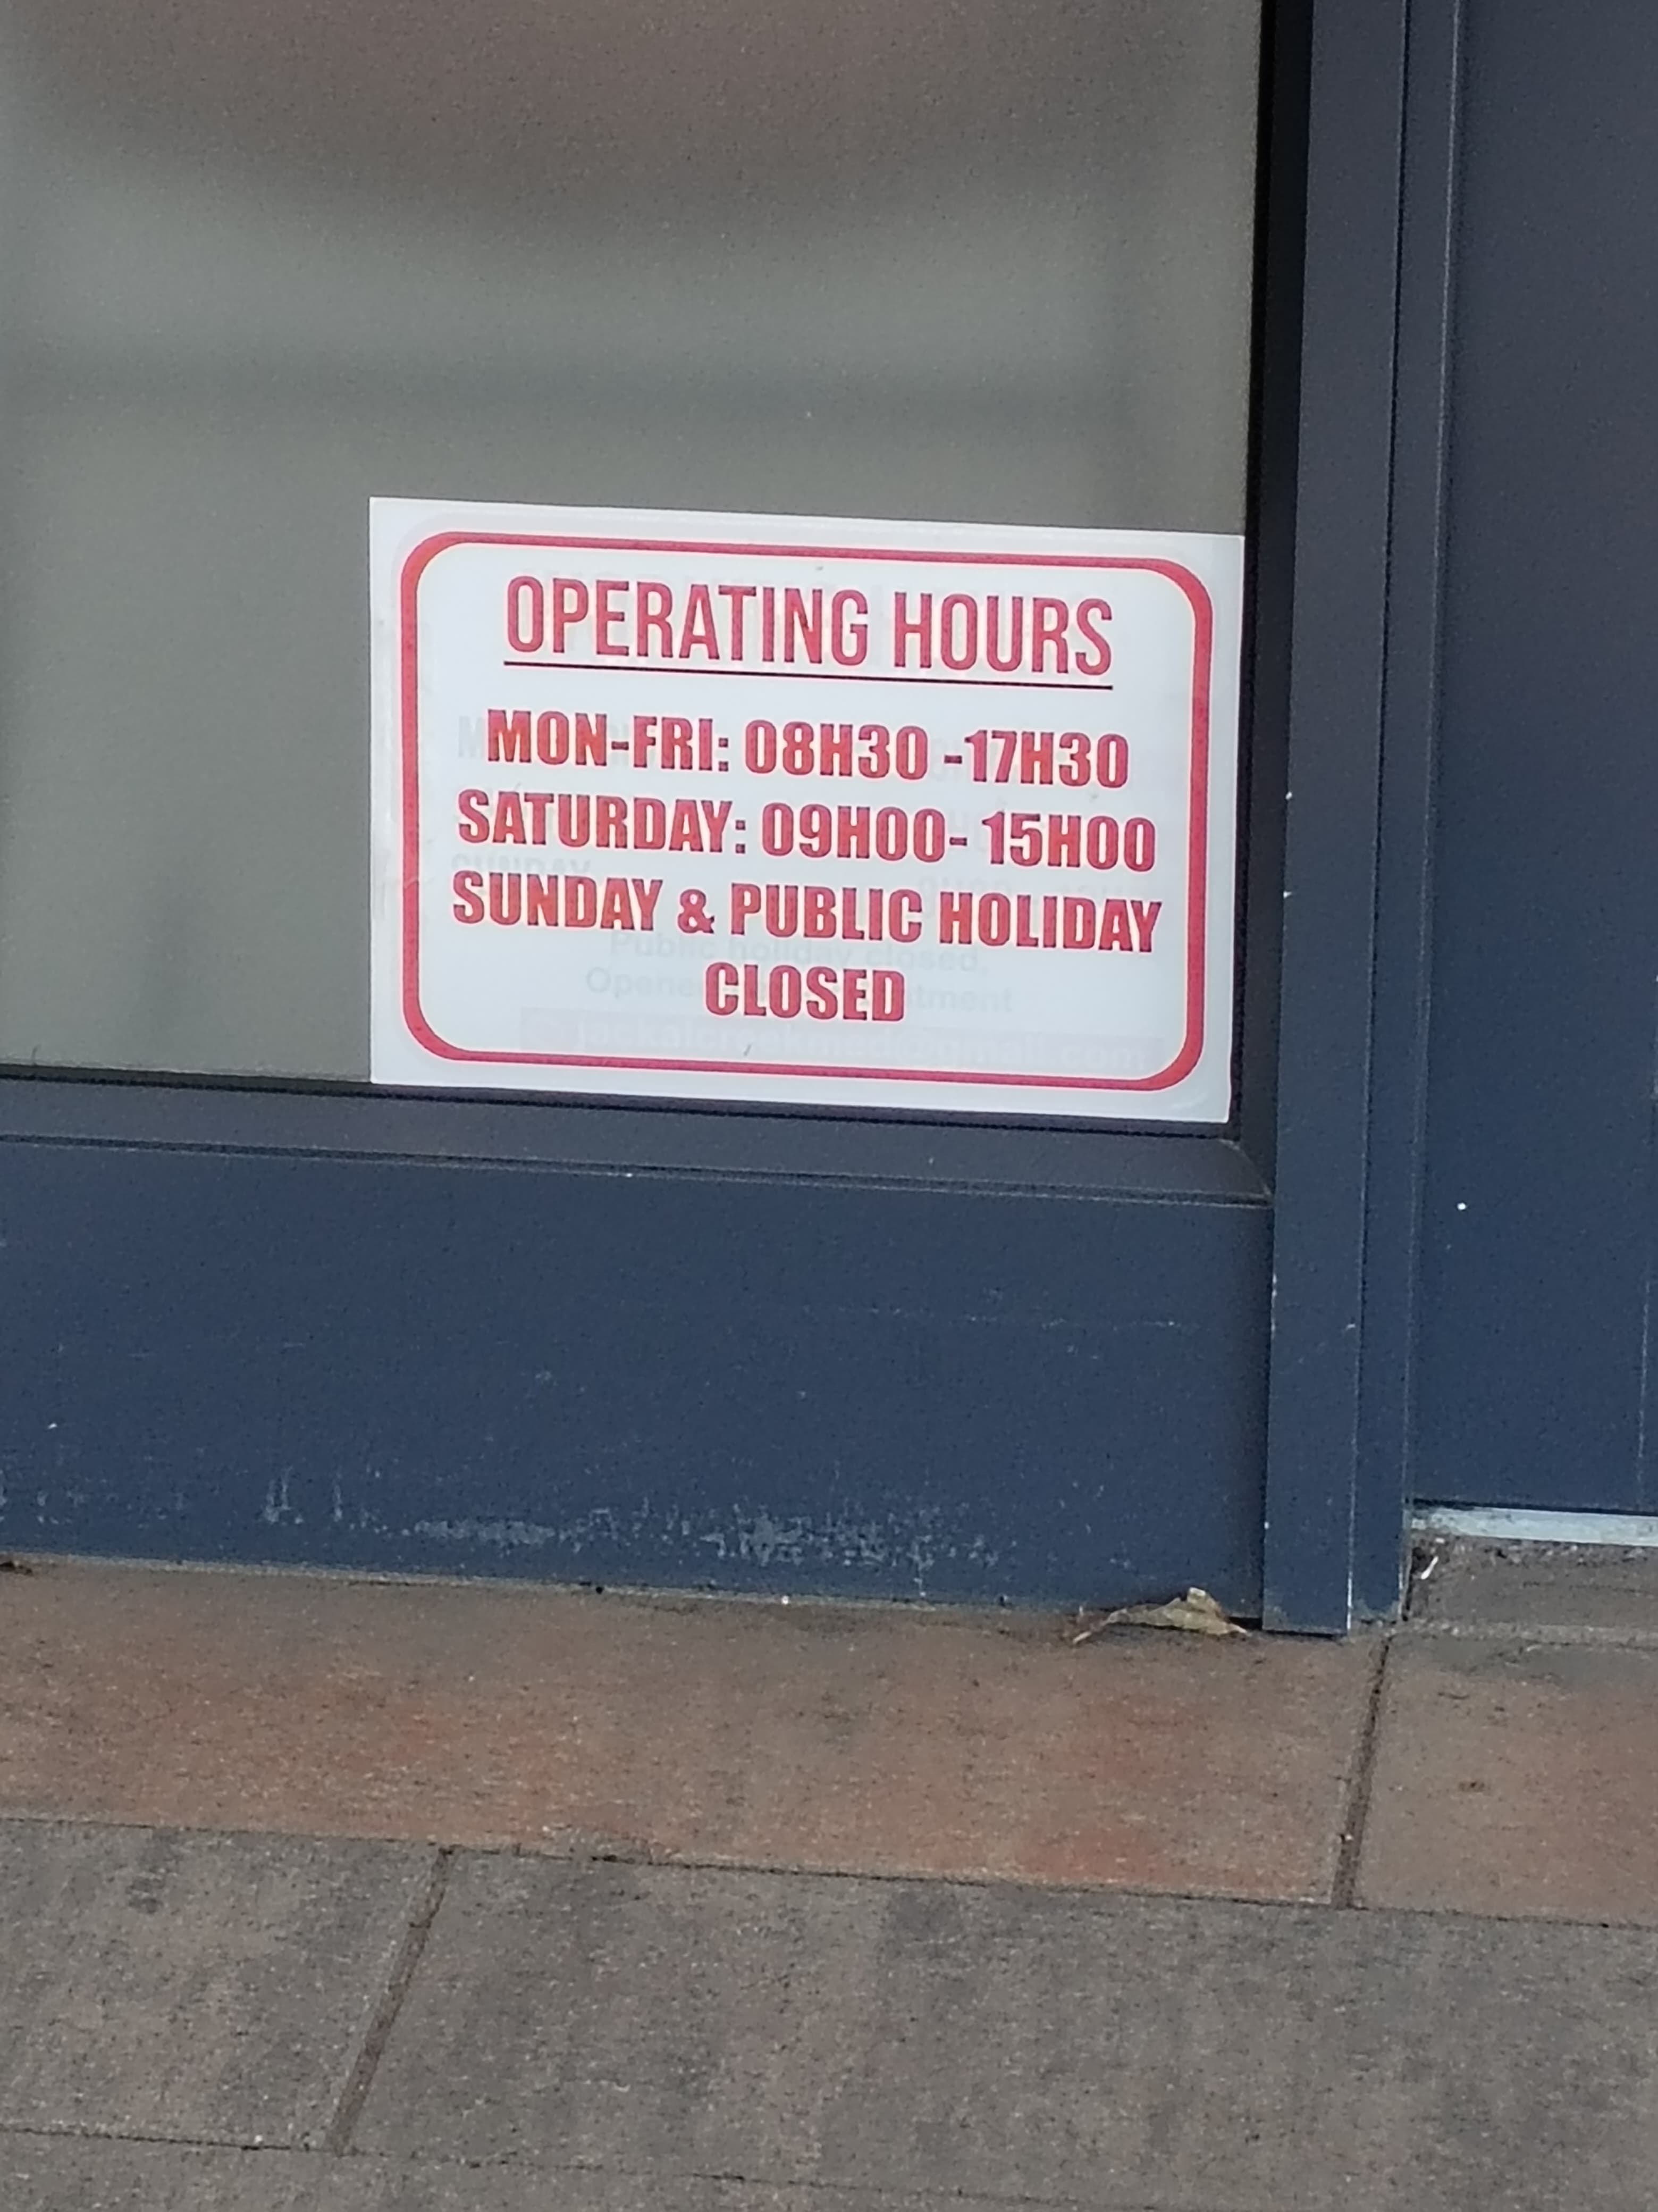 OPERATING HOURS
MON-FRI: 08H30 -17H30
SATURDAY: 09H00- 15H00
SUNDAY & PUBLIC HOLIDAY
CLOSED